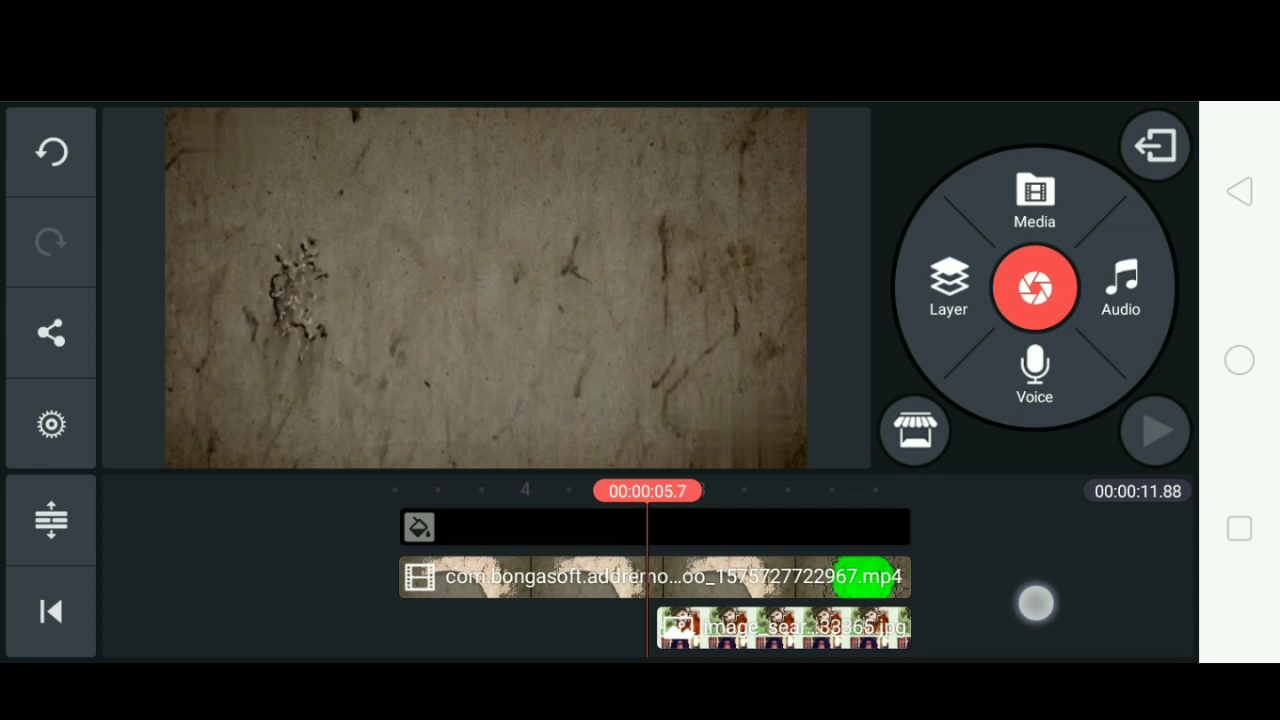 Media
Layer
Audio
Voice
4
00:00:05.7
00:00:11.88
com.bongasoft.addremo...oo_1575727722967.mp4
image_sear...33365.jpg